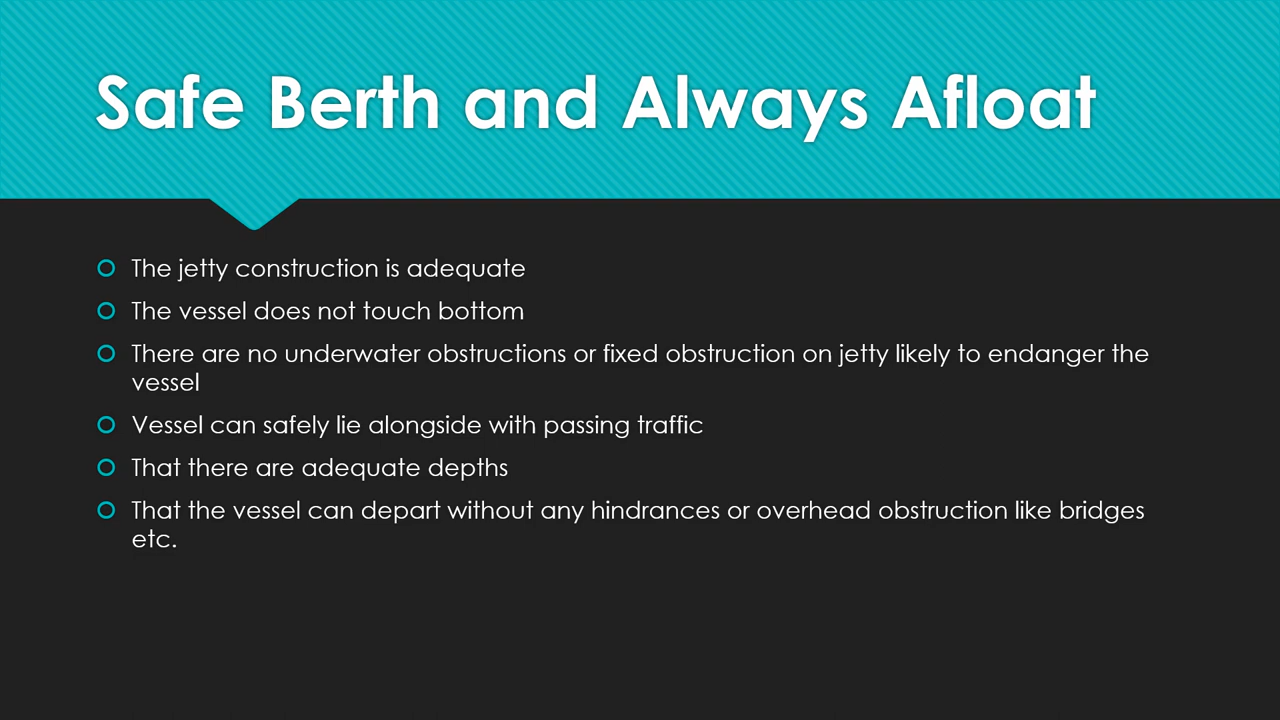 Safe Berth and Always Afloat
The jetty construction is adequate
The vessel does not touch bottom
There are no underwater obstructions or fixed obstruction on jetty likely to endanger the
vessel
Vessel can safely lie alongside with passing traffic
That there are adequate depths
That the vessel can depart without any hindrances or overhead obstruction like bridges
etc.